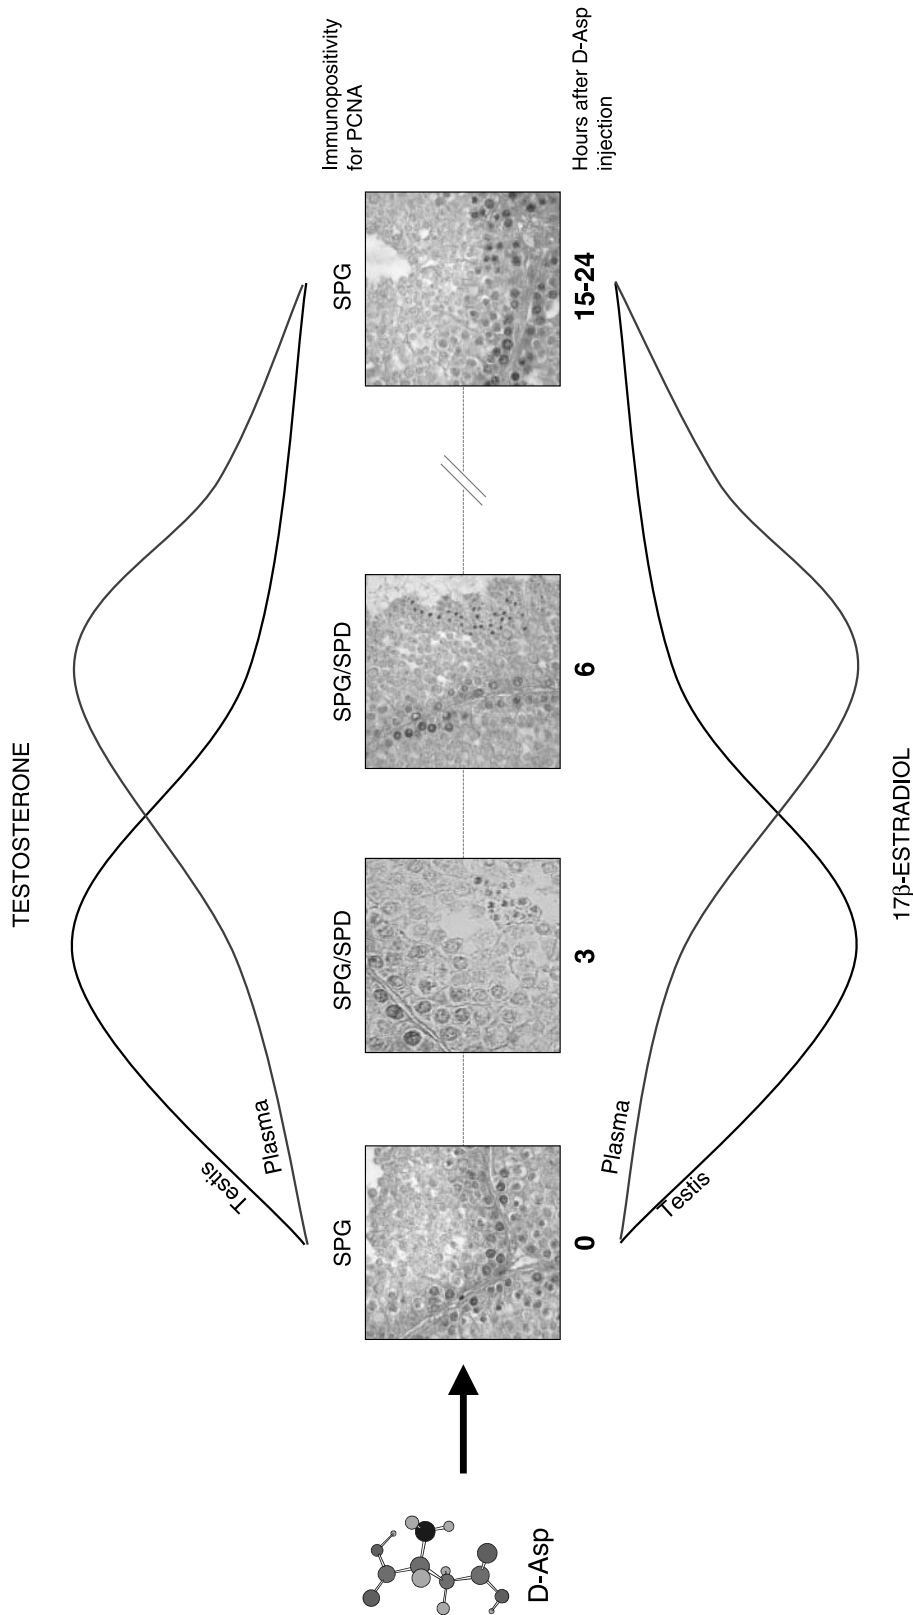 TESTOSTERONE
Testis
Plasma
SPG
SPG/SPD
SPG/SPD
SPG
Immunopositivity
for PCNA
D-Asp
0
3
6
15-24
Hours after D-Asp
injection
Plasma
Testis
17β-ESTRADIOL